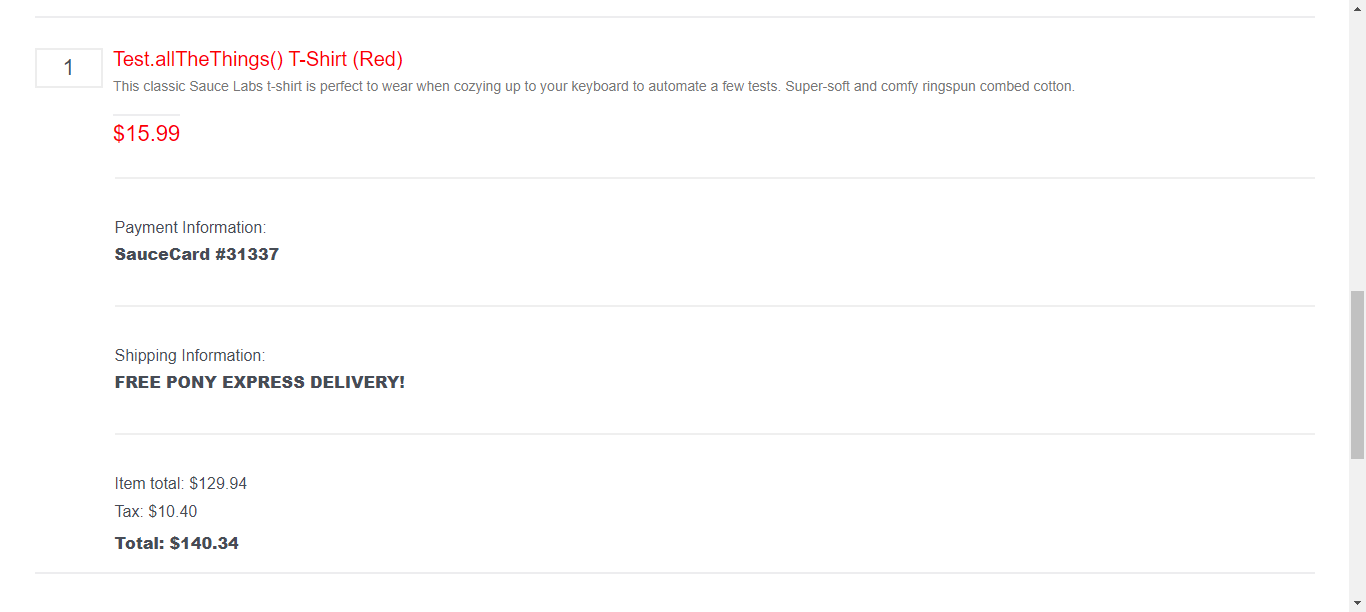 1
Test.allTheThings() T-Shirt (Red)
This classic Sauce Labs t-shirt is perfect to wear when cozying up to your keyboard to automate a few tests. Super-soft and comfy ringspun combed cotton.
$15.99
Payment Information:
SauceCard #31337
Shipping Information:
FREE PONY EXPRESS DELIVERY!
Item total: $129.94
Tax: $10.40
Total: $140.34